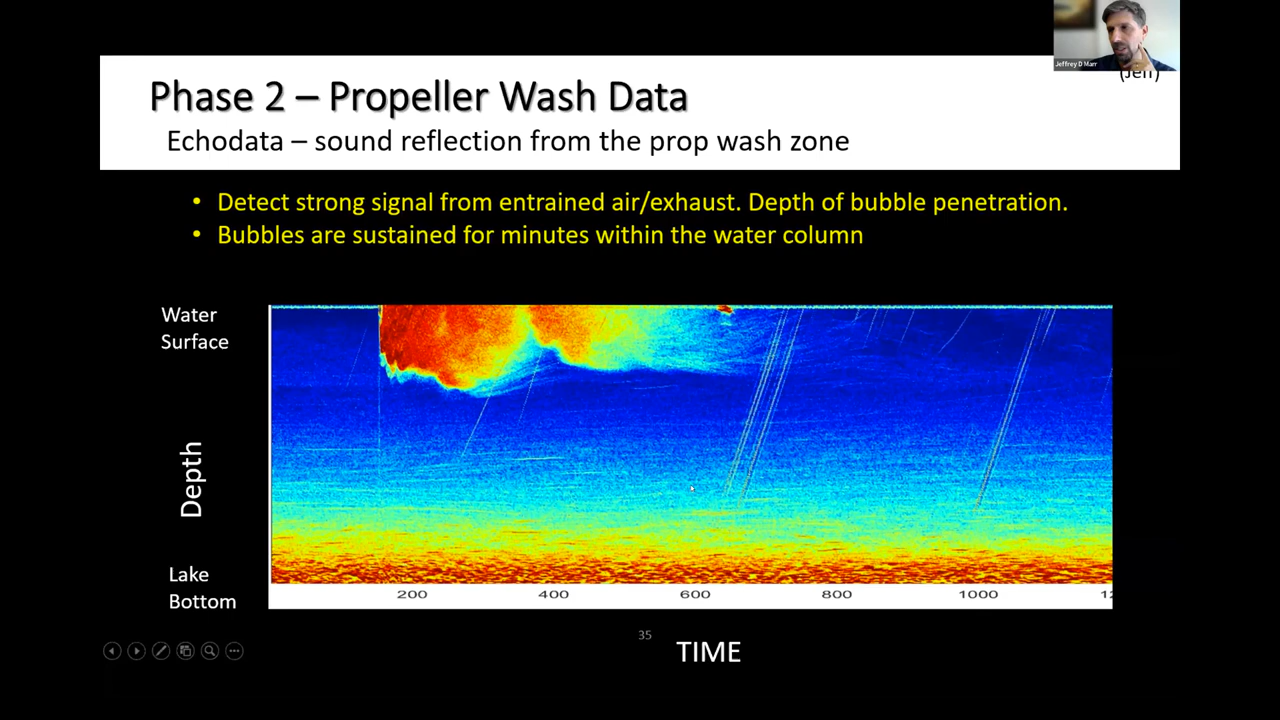 Jeffrey D Marr
(Jeff)
Phase 2 – Propeller Wash Data
Echodata – sound reflection from the prop wash zone
• Detect strong signal from entrained air/exhaust. Depth of bubble penetration.
• Bubbles are sustained for minutes within the water column
Water
Surface
Depth
Lake
Bottom
200
400
600
800
1000
35
TIME